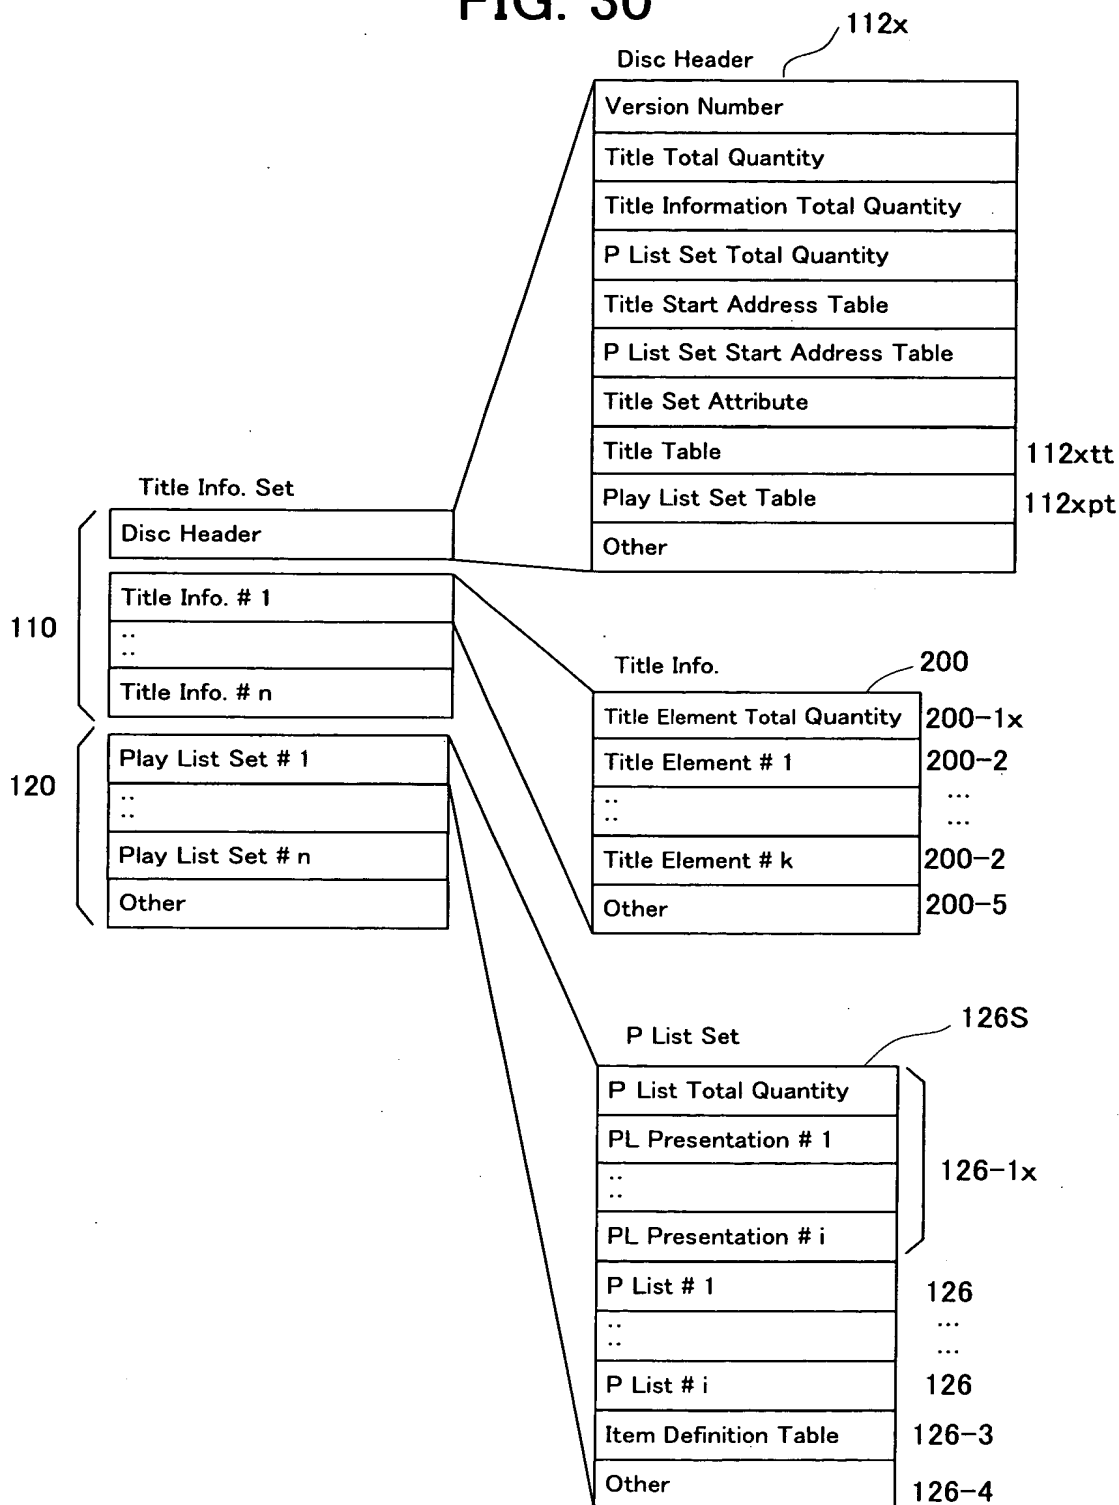 FIG. 30
112x
Disc Header
Version Number
Title Total Quantity
Title Information Total Quantity
P List Set Total Quantity
Title Start Address Table
P List Set Start Address Table
Title Set Attribute
Title Table
112xtt
Play List Set Table
112xpt
Other
Title Info. Set
Disc Header
Title Info. # 1
::
Title Info. # n
110
Play List Set # 1
::
Play List Set # n
Other
120
Title Info.
200
Title Element Total Quantity
200-1x
Title Element # 1
200-2
::
...
...
Title Element # k
200-2
Other
200-5
P List Set
126S
P List Total Quantity
PL Presentation # 1
::
PL Presentation # i
126-1x
P List # 1
126
::
...
...
P List # i
126
Item Definition Table
126-3
Other
126-4